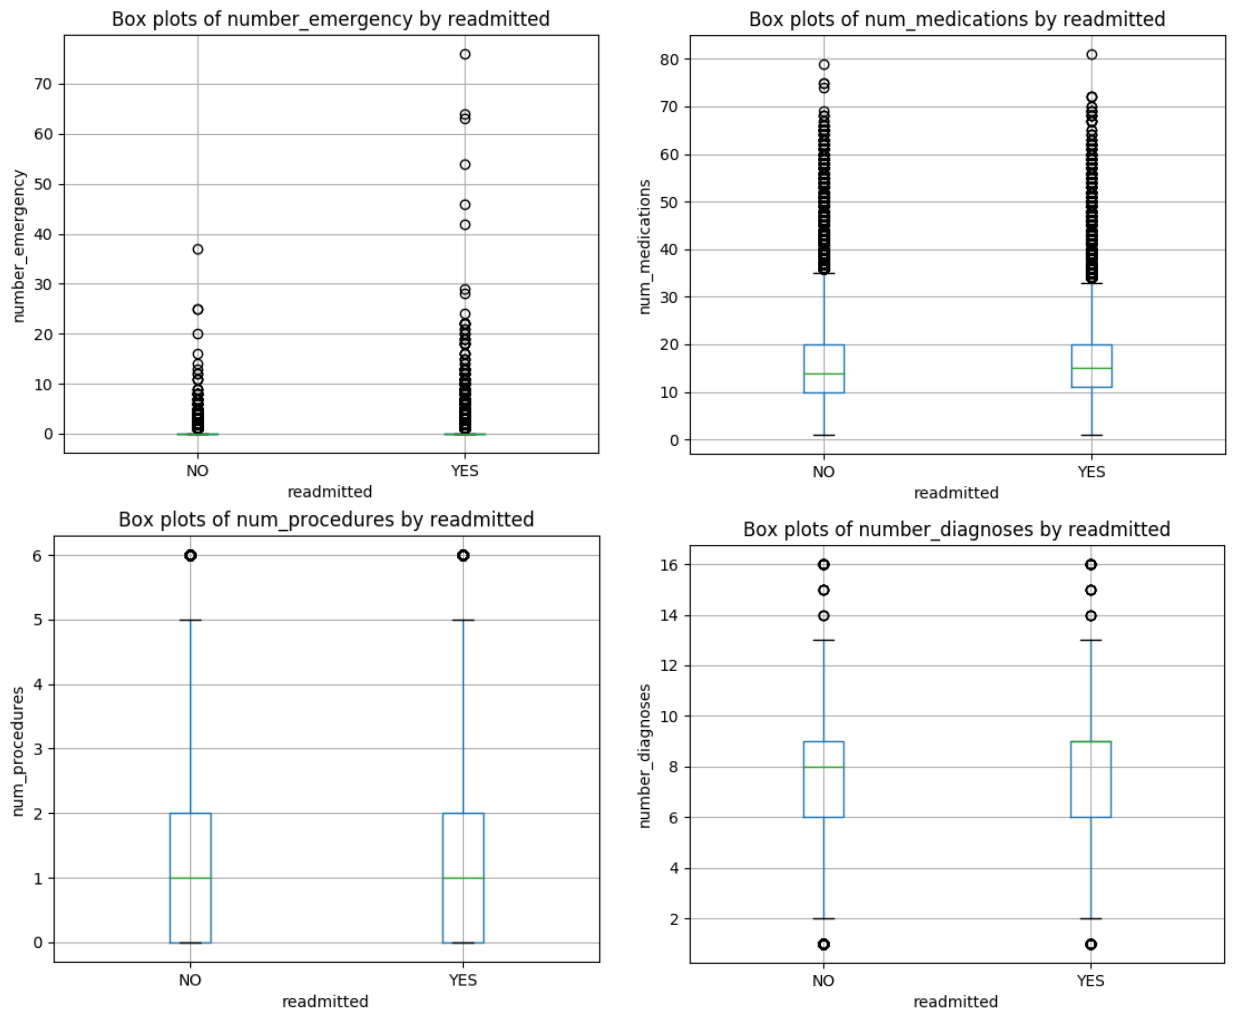 Box plots of number_emergency by readmitted
number_emergency
70
60
50
40
30
20
10
0
NO YES
readmitted
Box plots of num_medications by readmitted
num_medications
80
70
60
50
40
30
20
10
0
NO YES
readmitted
Box plots of num_procedures by readmitted
num_procedures
6
5
4
3
2
1
0
NO YES
readmitted
Box plots of number_diagnoses by readmitted
number_diagnoses
16
14
12
10
8
6
4
2
NO YES
readmitted